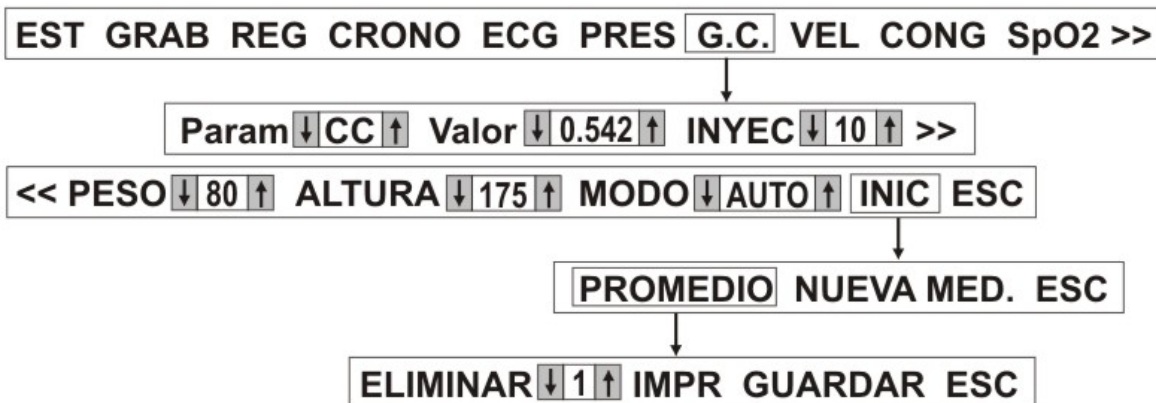 EST GRAB REG CRONO ECG PRES G.C. VEL CONG SpO2 >>
Param ↓ CC ↑ Valor ↓ 0.542 ↑ INYEC ↓ 10 ↑ >>
<< PESO ↓ 80 ↑ ALTURA ↓ 175 ↑ MODO ↓ AUTO ↑ INIC ESC
PROMEDIO NUEVA MED. ESC
ELIMINAR ↓ 1 ↑ IMPR GUARDAR ESC